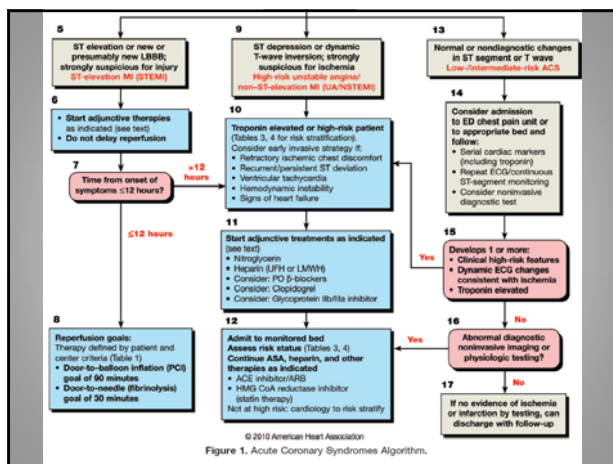 5
ST elevation or new or
presumably new LBBB;
strongly suspicious for injury
ST-elevation MI (STEMI)
6
• Start adjunctive therapies
as indicated (see text)
• Do not delay reperfusion
7
Time from onset of
symptoms ≤12 hours?
>12
hours
≤12 hours
8
Reperfusion goals:
Therapy defined by patient and
center criteria (Table 1)
• Door-to-balloon inflation (PCI)
goal of 90 minutes
• Door-to-needle (fibrinolysis)
goal of 30 minutes
9
ST depression or dynamic
T-wave inversion; strongly
suspicious for ischemia
High-risk unstable angina/
non–ST-elevation MI (UA/NSTEMI)
10
Troponin elevated or high-risk patient
(Tables 3, 4 for risk stratification).
Consider early invasive strategy if:
• Refractory ischemic chest discomfort
• Recurrent/persistent ST deviation
• Ventricular tachycardia
• Hemodynamic instability
• Signs of heart failure
11
Start adjunctive treatments as indicated
(see text)
• Nitroglycerin
• Heparin (UFH or LMWH)
• Consider: PO β-blockers
• Consider: Clopidogrel
• Consider: Glycoprotein IIb/IIIa inhibitor
12
Admit to monitored bed
Assess risk status (Tables 3, 4)
Continue ASA, heparin, and other
therapies as indicated
• ACE inhibitor/ARB
• HMG CoA reductase inhibitor
(statin therapy)
Not at high risk: cardiology to risk stratify
13
Normal or nondiagnostic changes
in ST segment or T wave
Low-/intermediate-risk ACS
14
Consider admission
to ED chest pain unit or
to appropriate bed and
follow:
• Serial cardiac markers
(including troponin)
• Repeat ECG/continuous
ST-segment monitoring
• Consider noninvasive
diagnostic test
15
Develops 1 or more:
• Clinical high-risk features
• Dynamic ECG changes
consistent with ischemia
• Troponin elevated
Yes
No
16
Abnormal diagnostic
noninvasive imaging or
physiologic testing?
Yes
No
17
If no evidence of ischemia
or infarction by testing, can
discharge with follow-up
© 2010 American Heart Association
Figure 1. Acute Coronary Syndromes Algorithm.